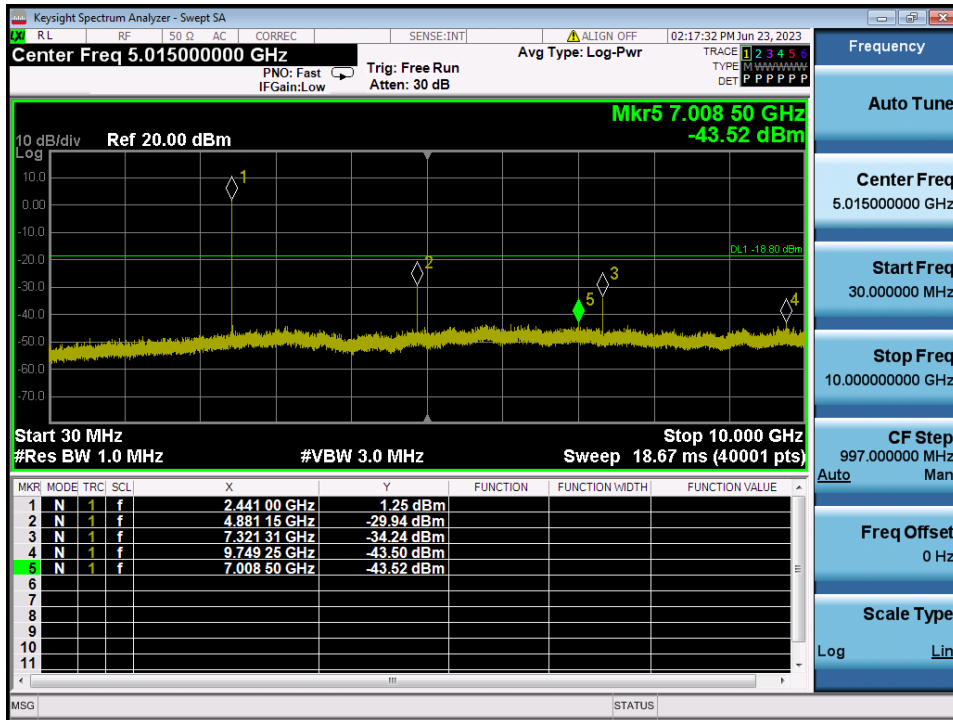 Keysight Spectrum Analyzer - Swept SA
LXI RL RF 50 Ω AC CORREC SENSE:INT ALIGN OFF 02:17:32 PM Jun 23, 2023
Center Freq 5.015000000 GHz
PNO: Fast
IFGain:Low
Trig: Free Run
Atten: 30 dB
Avg Type: Log-Pwr
TRACE 1 2 3 4 5 6
TYPE M WWWWW
DET P P P P P P
Mkr5 7.008 50 GHz
-43.52 dBm
10 dB/div Ref 20.00 dBm
Log
10.0
0.00
-10.0
-20.0
-30.0
-40.0
-50.0
-60.0
-70.0
1
2
3
4
5
DL1 -18.80 dBm
Start 30 MHz Stop 10.000 GHz
#Res BW 1.0 MHz #VBW 3.0 MHz Sweep 18.67 ms (40001 pts)
MKR MODE TRC SCL X Y FUNCTION FUNCTION WIDTH FUNCTION VALUE
1 N 1 f 2.441 00 GHz 1.25 dBm
2 N 1 f 4.881 15 GHz -29.94 dBm
3 N 1 f 7.321 31 GHz -34.24 dBm
4 N 1 f 9.749 25 GHz -43.50 dBm
5 N 1 f 7.008 50 GHz -43.52 dBm
6
7
8
9
10
11
MSG STATUS
Frequency
Auto Tune
Center Freq
5.015000000 GHz
Start Freq
30.000000 MHz
Stop Freq
10.000000000 GHz
CF Step
997.000000 MHz
Auto Man
Freq Offset
0 Hz
Scale Type
Log Lin